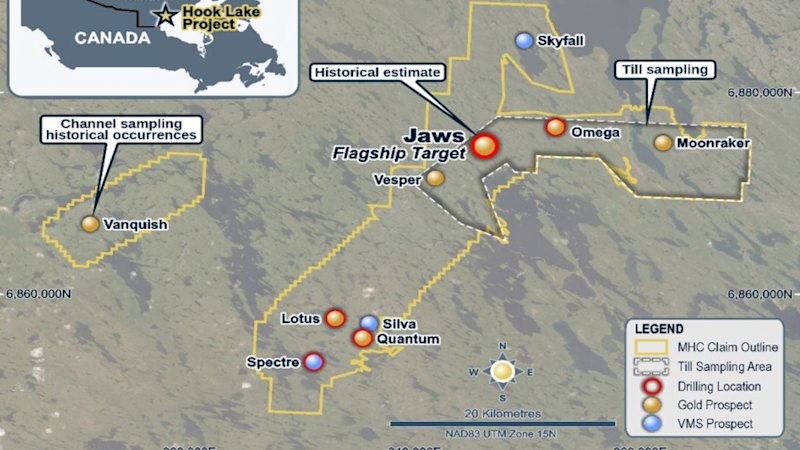 Hook Lake
Project
CANADA
Skyfall
Historical estimate
Till sampling
6,880,000N
Channel sampling
historical occurrences
Jaws
Flagship Target
Omega
Moonraker
Vesper
Vanquish
6,860,000N
6,860,000N
Lotus
Silva
Quantum
Spectre
N
W E
S
20 Kilometres
NAD83 UTM Zone 15N
LEGEND
MHC Claim Outline
Till Sampling Area
Drilling Location
Gold Prospect
VMS Prospect